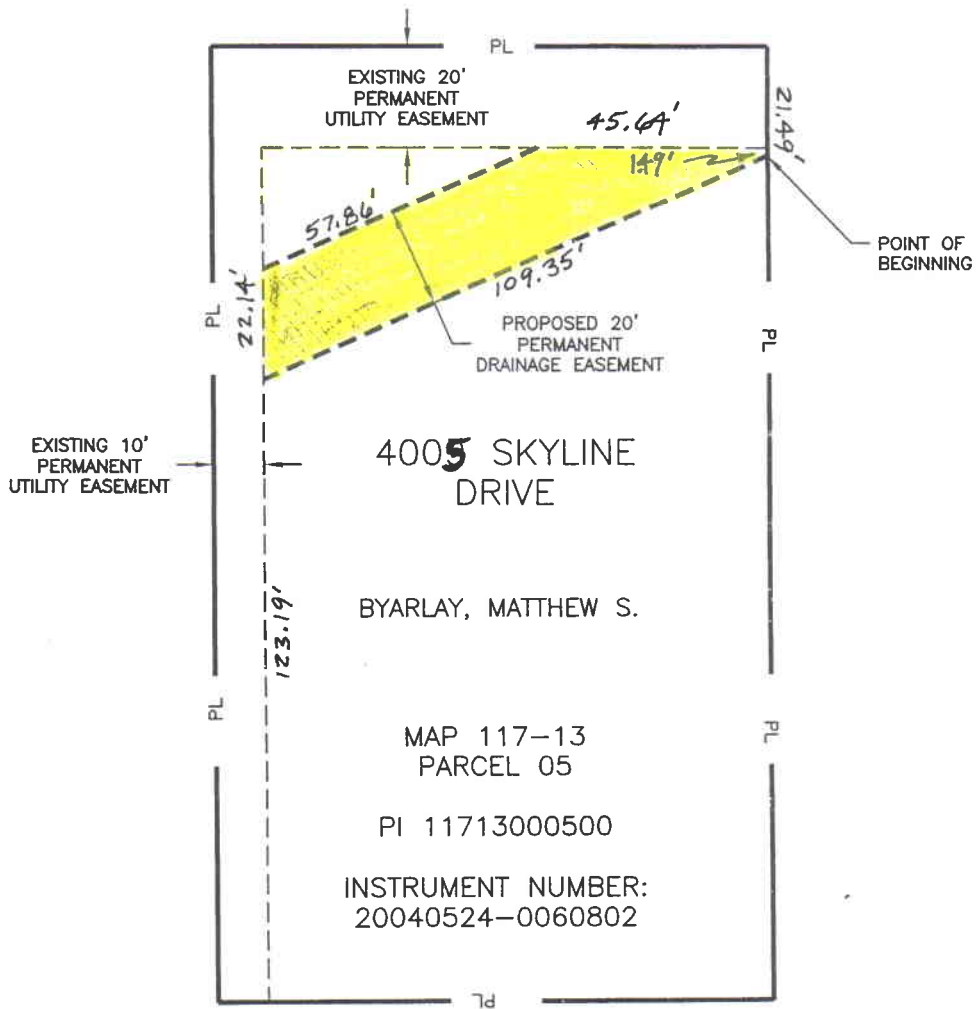 PL
EXISTING 20'
PERMANENT
UTILITY EASEMENT
45.64'
21.49'
1.49'
57.86'
POINT OF
BEGINNING
109.35'
PL
22.14'
PL
PROPOSED 20'
PERMANENT
DRAINAGE EASEMENT
EXISTING 10'
PERMANENT
UTILITY EASEMENT
4005 SKYLINE
DRIVE
BYARLAY, MATTHEW S.
123.19'
PL
PL
MAP 117-13
PARCEL 05
PI 11713000500
INSTRUMENT NUMBER:
20040524-0060802
PL